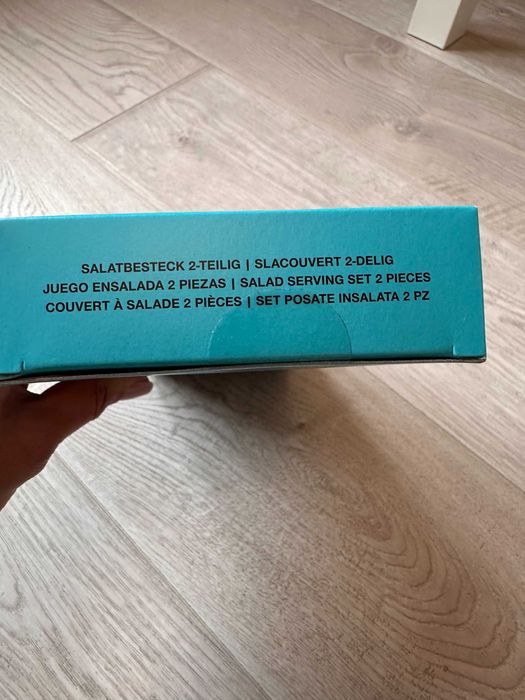 SALATBESTECK 2-TEILIG | SLACOUVERT 2-DELIG
JUEGO ENSALADA 2 PIEZAS | SALAD SERVING SET 2 PIECES
COUVERT À SALADE 2 PIÈCES | SET POSATE INSALATA 2 PZ